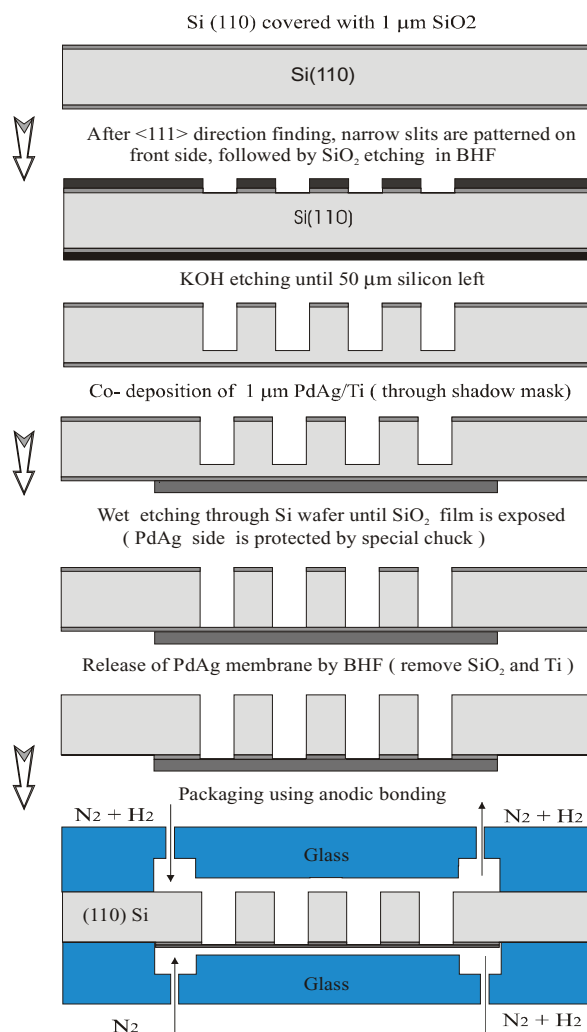 Si (110) covered with 1 μm SiO2
Si(110)
After <111> direction finding, narrow slits are patterned on
front side, followed by SiO₂ etching in BHF
Si(110)
KOH etching until 50 μm silicon left
Co- deposition of 1 μm PdAg/Ti ( through shadow mask)
Wet etching through Si wafer until SiO₂ film is exposed
( PdAg side is protected by special chuck )
Release of PdAg membrane by BHF ( remove SiO₂ and Ti )
Packaging using anodic bonding
N2 + H2
N2 + H2
Glass
(110) Si
Glass
N2
N2 + H2